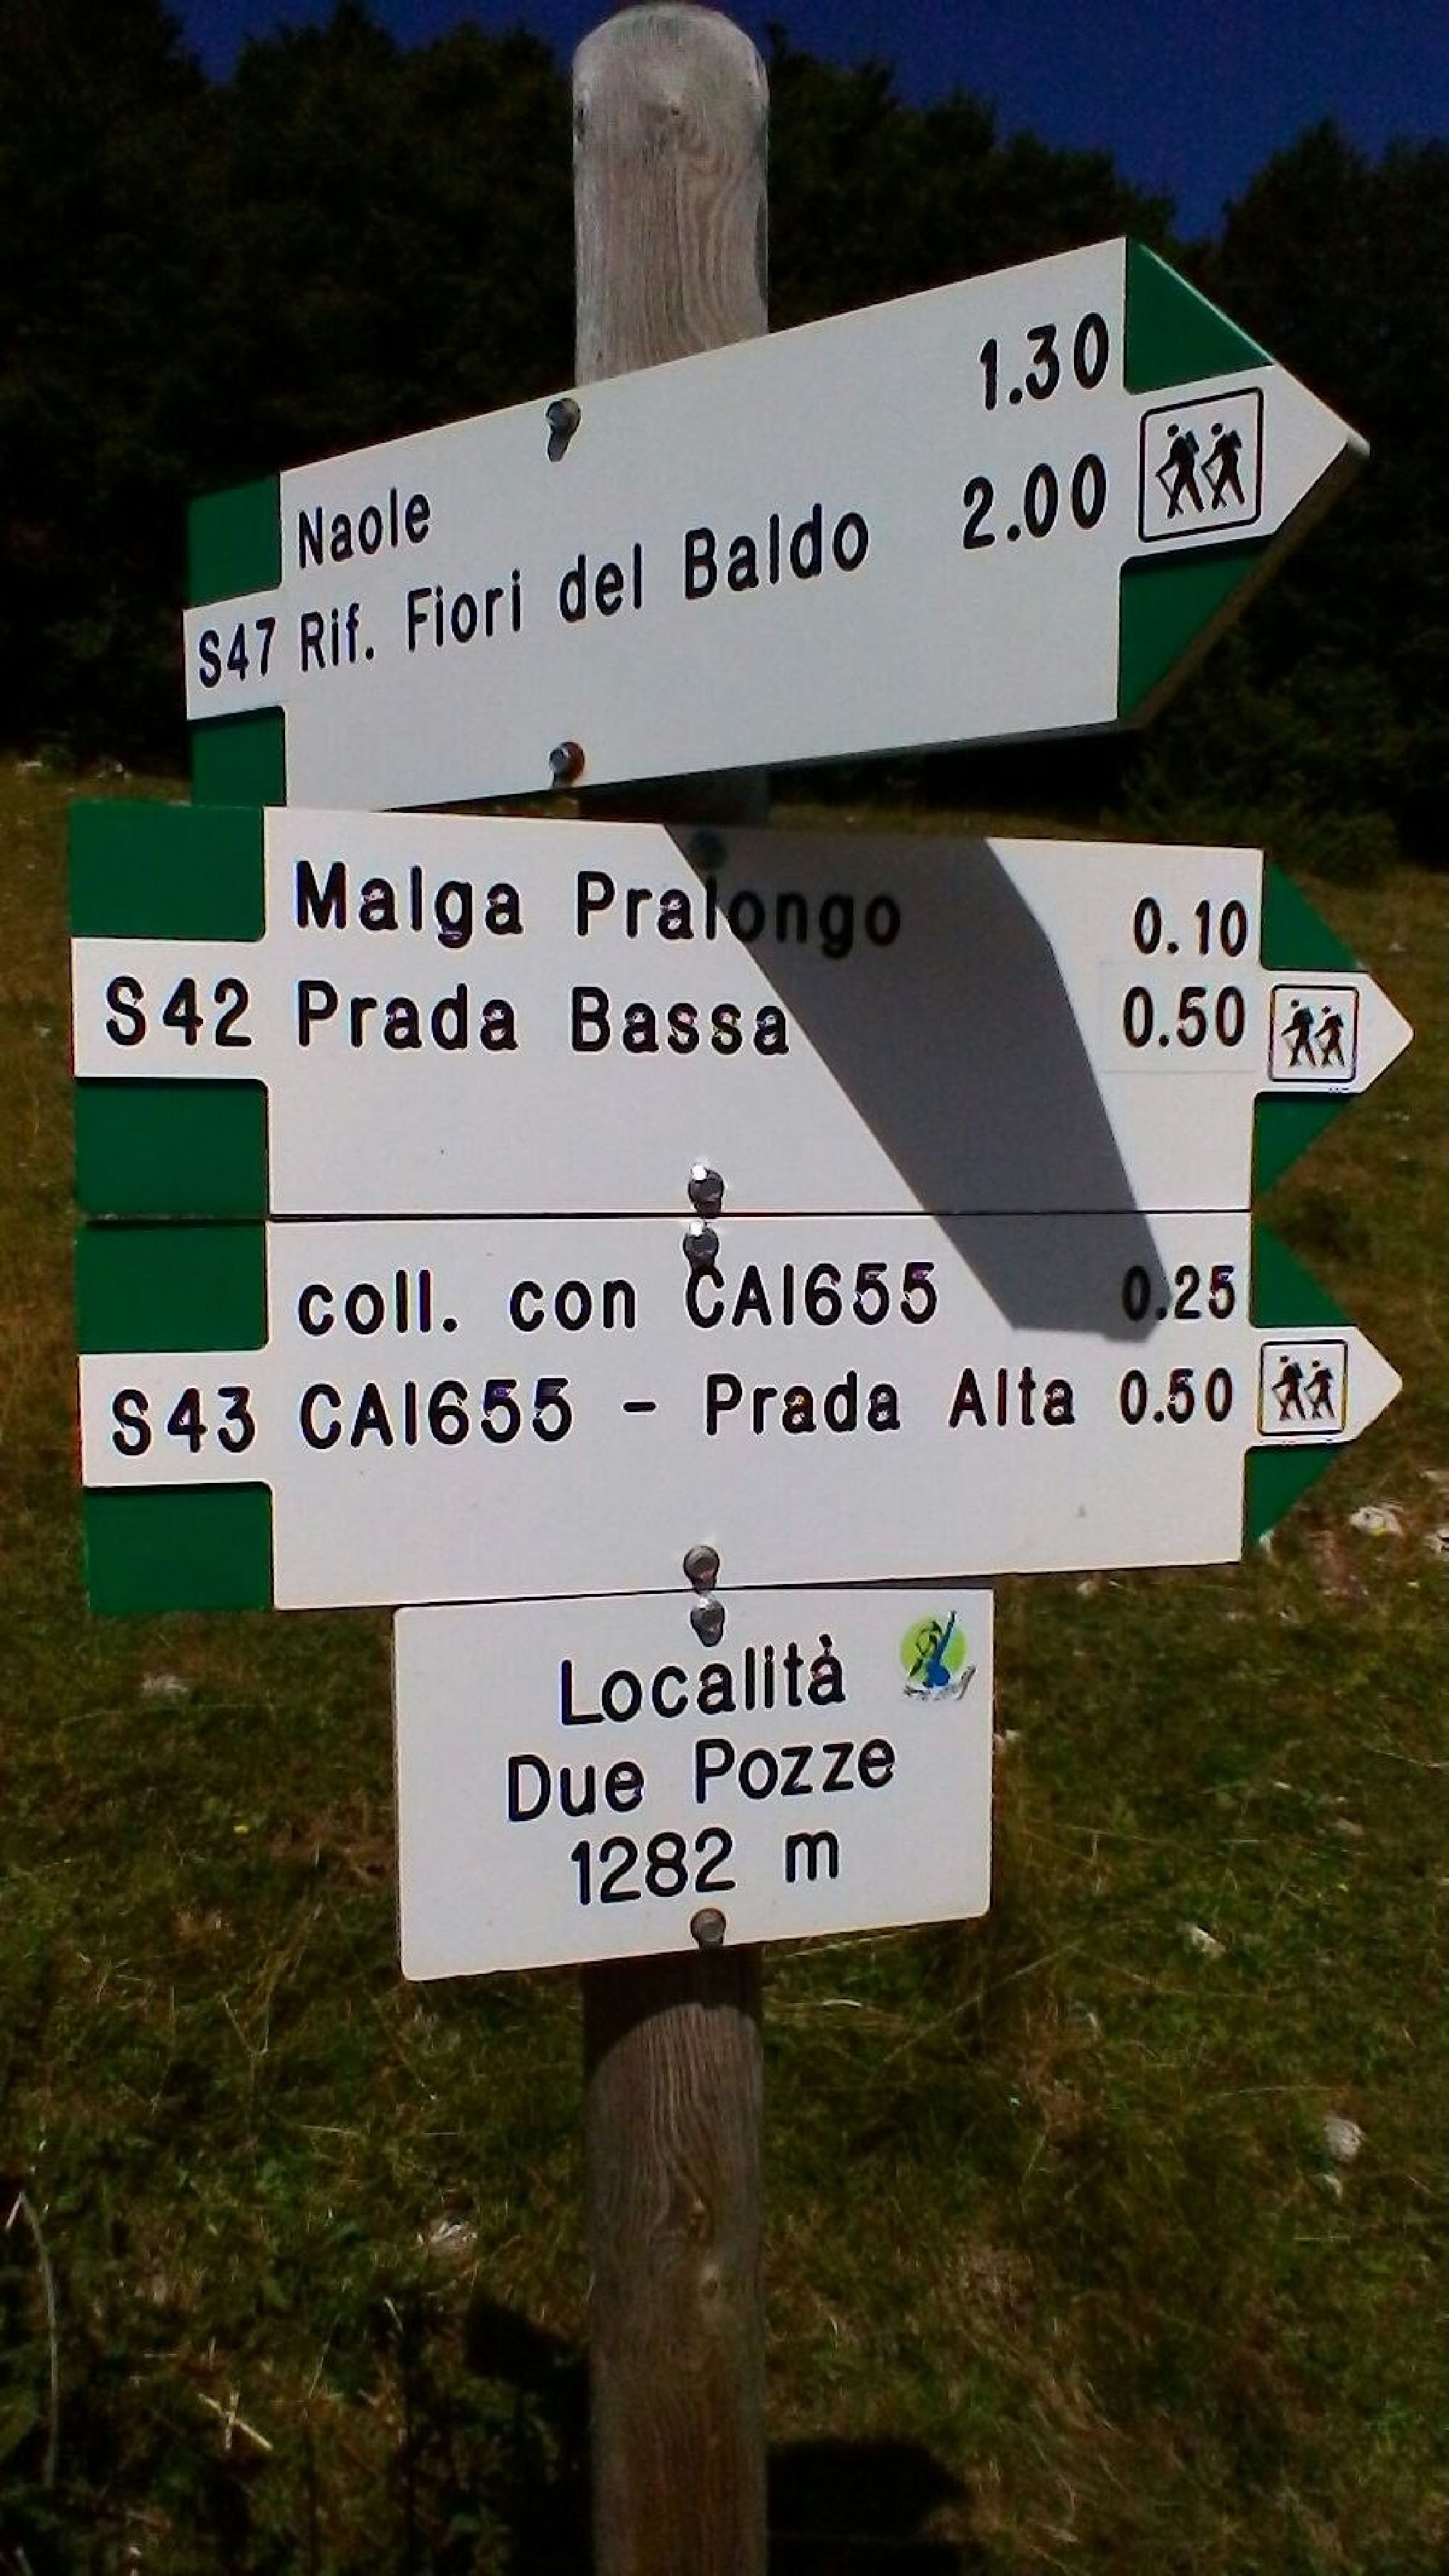 Naole 1.30
S47 Rif. Fiori del Baldo 2.00
Malga Pralongo 0.10
S42 Prada Bassa 0.50
coll. con CAI655 0.25
S43 CAI655 - Prada Alta 0.50
Località
Due Pozze
1282 m